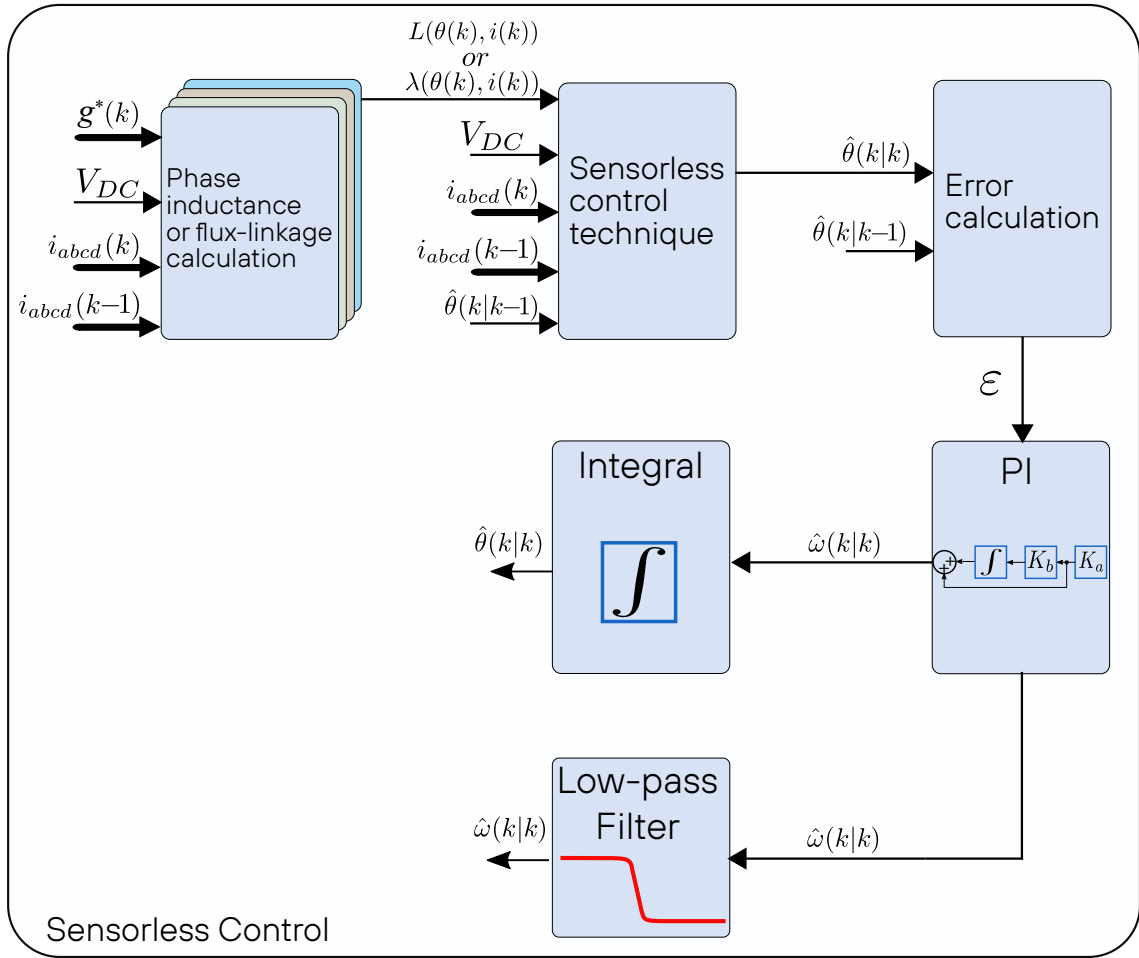 L(θ(k), i(k))
or
λ(θ(k), i(k))
g*(k)
V_DC
i_abcd(k)
i_abcd(k−1)
Phase
inductance
or flux-linkage
calculation
V_DC
i_abcd(k)
i_abcd(k−1)
θ̂(k|k−1)
Sensorless
control
technique
θ̂(k|k)
θ̂(k|k−1)
Error
calculation
ε
PI
+
+
∫
K_b
K_a
ω̂(k|k)
Integral
∫
θ̂(k|k)
ω̂(k|k)
Low-pass
Filter
ω̂(k|k)
Sensorless Control